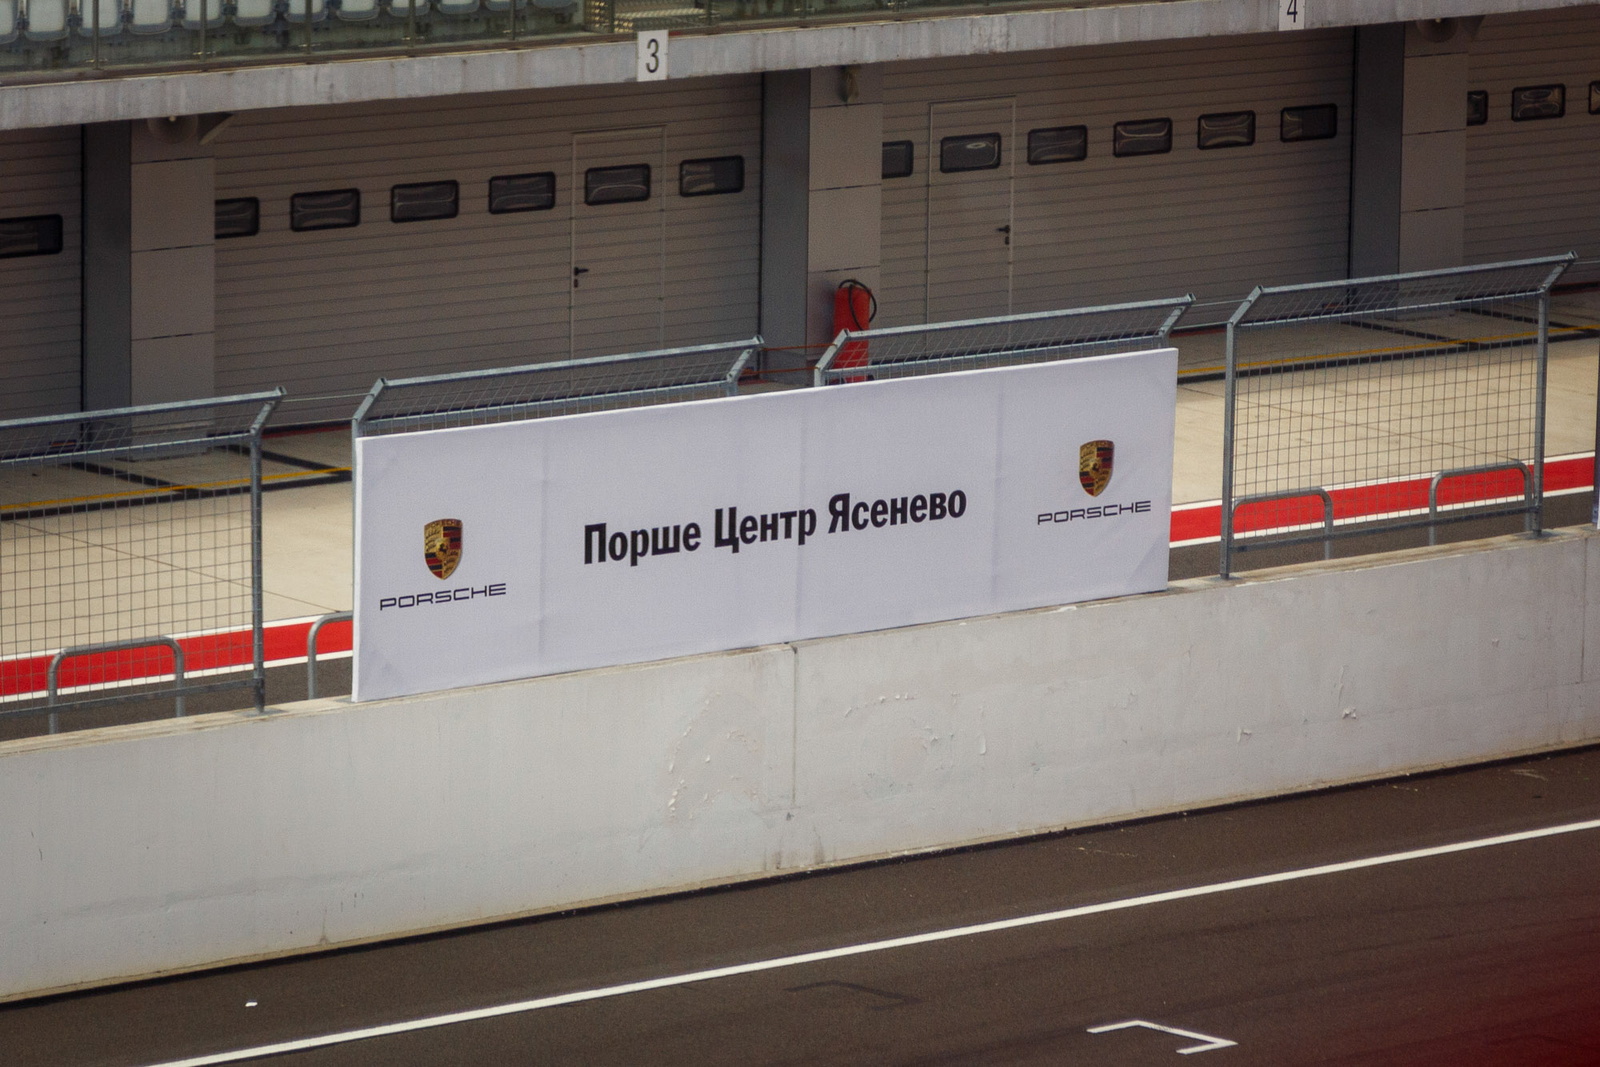 3
4
Порше Центр Ясенево
PORSCHE
PORSCHE